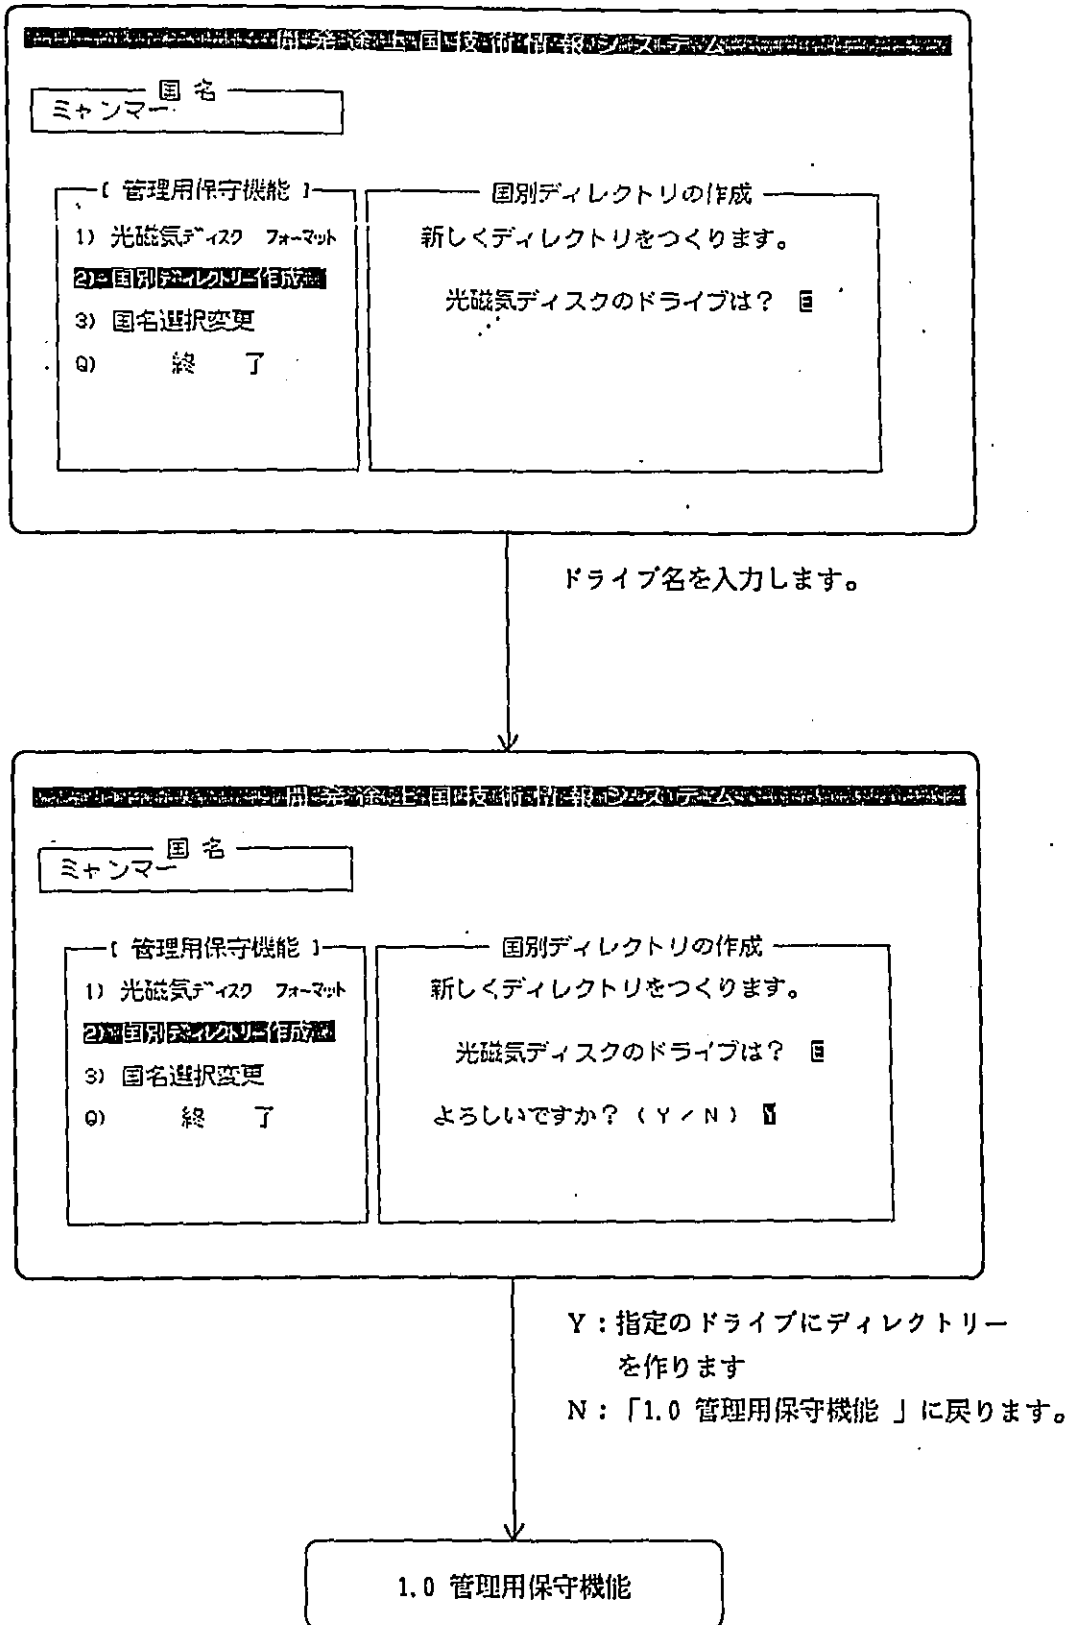 開発途上国技術情報システム
国 名
ミャンマー
[ 管理用保守機能 ]
1) 光磁気ディスク フォーマット
2) 国別ディレクトリー作成
3) 国名選択変更
Q) 終 了
国別ディレクトリの作成
新しくディレクトリをつくります。
光磁気ディスクのドライブは? E
ドライブ名を入力します。
開発途上国技術情報システム
国 名
ミャンマー
[ 管理用保守機能 ]
1) 光磁気ディスク フォーマット
2) 国別ディレクトリー作成
3) 国名選択変更
Q) 終 了
国別ディレクトリの作成
新しくディレクトリをつくります。
光磁気ディスクのドライブは? E
よろしいですか? (Y/N) Y
Y:指定のドライブにディレクトリー
を作ります
N:「1.0 管理用保守機能 」に戻ります。
1.0 管理用保守機能